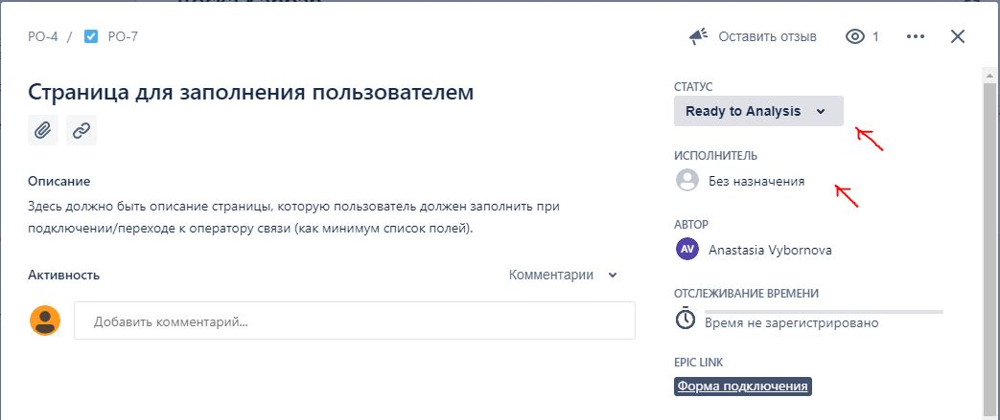 PO-4 / PO-7
Оставить отзыв 1
Страница для заполнения пользователем
Описание
Здесь должно быть описание страницы, которую пользователь должен заполнить при
подключении/переходе к оператору связи (как минимум список полей).
Активность
Комментарии
Добавить комментарий...
СТАТУС
Ready to Analysis
ИСПОЛНИТЕЛЬ
Без назначения
АВТОР
AV Anastasia Vybornova
ОТСЛЕЖИВАНИЕ ВРЕМЕНИ
Время не зарегистрировано
EPIC LINK
Форма подключения